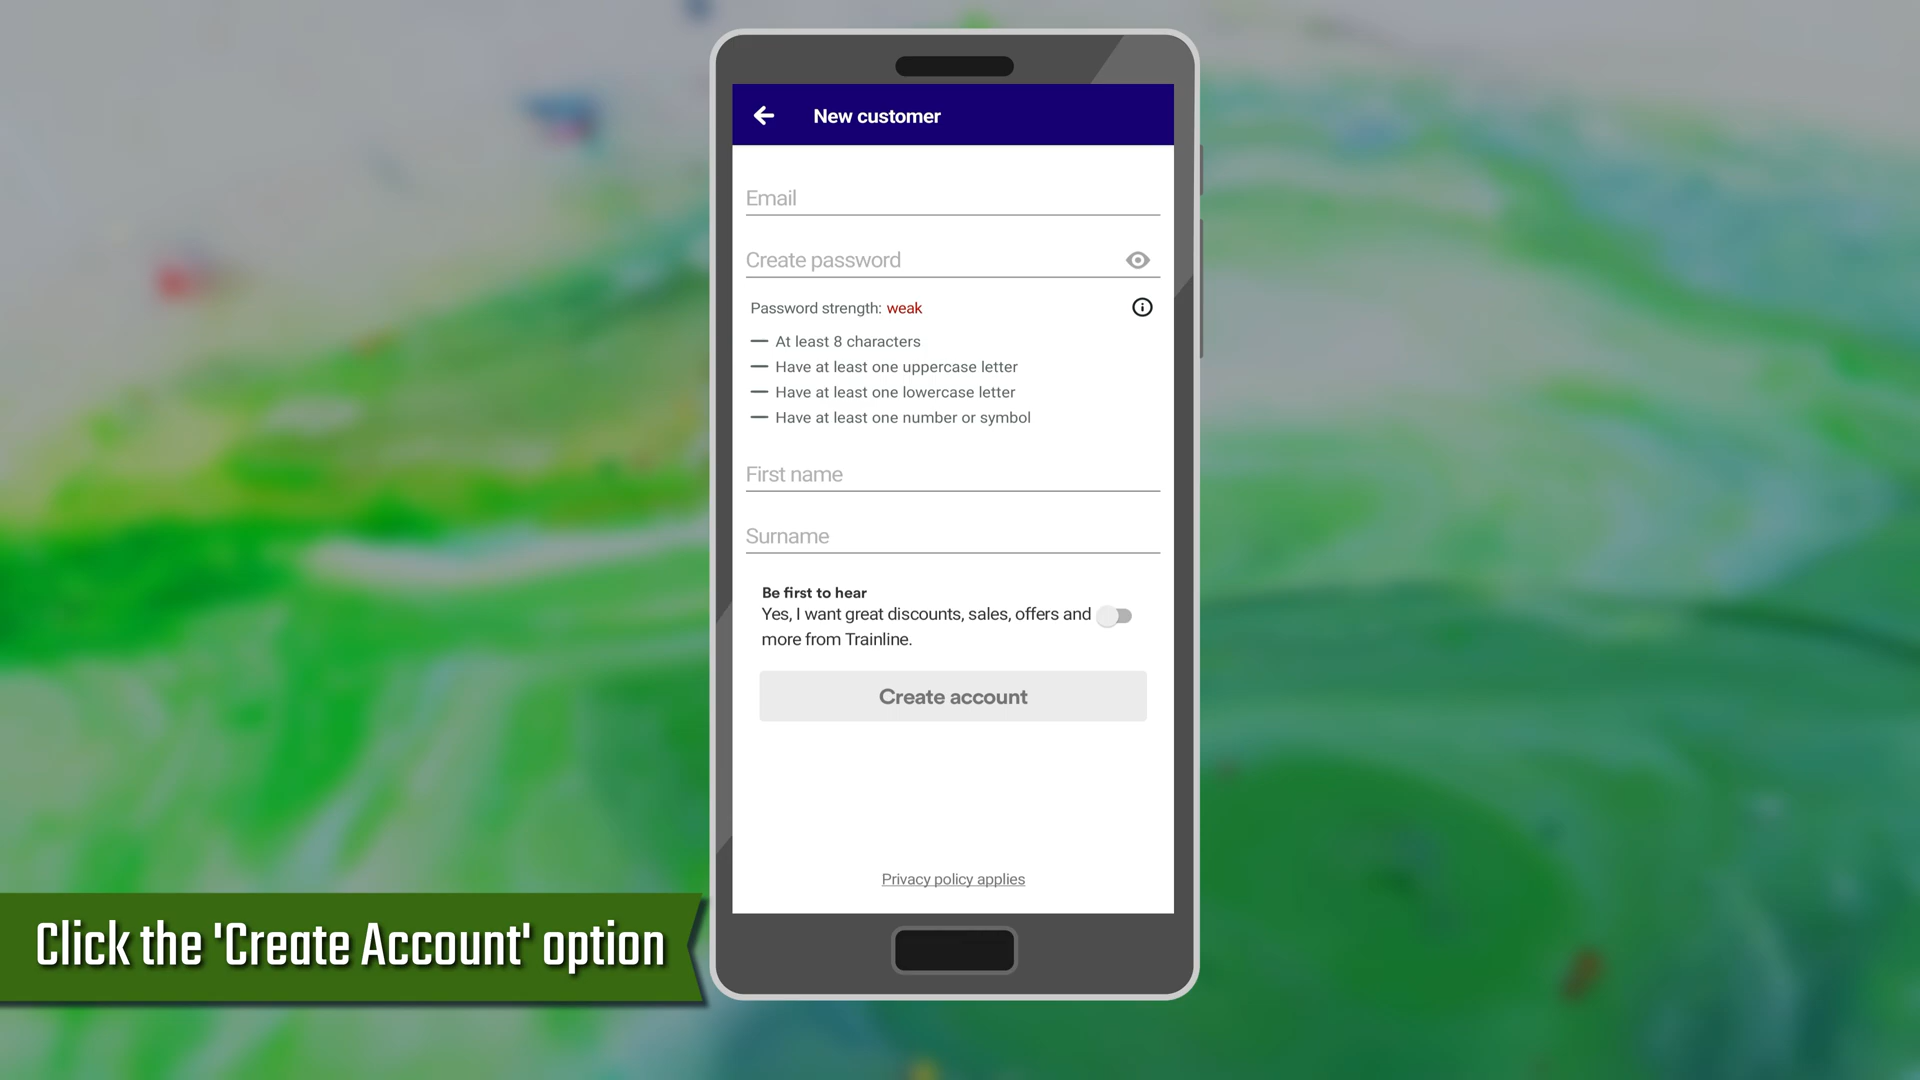 New customer
Email
Create password
Password strength: weak
At least 8 characters
Have at least one uppercase letter
Have at least one lowercase letter
Have at least one number or symbol
First name
Surname
Be first to hear
Yes, I want great discounts, sales, offers and
more from Trainline.
Create account
Privacy policy applies
Click the 'Create Account' option